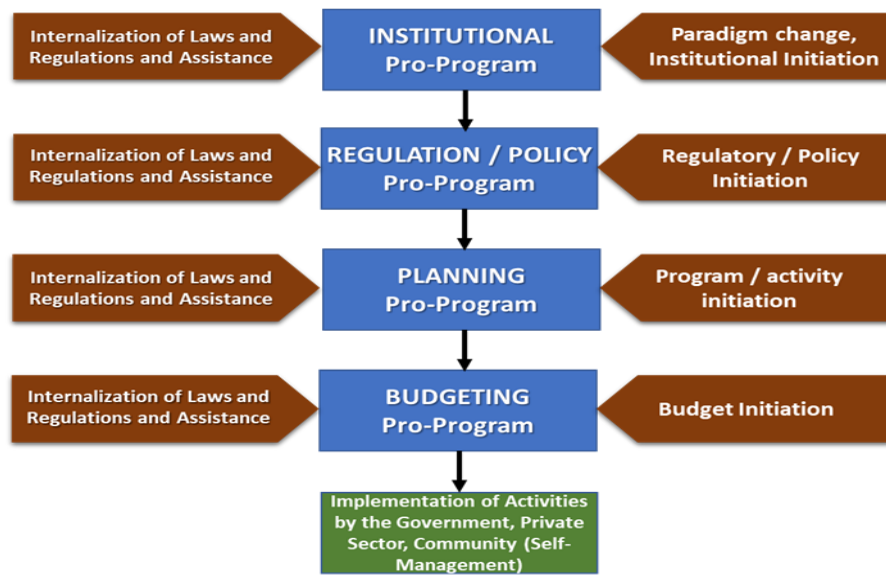 Internalization of Laws and
Regulations and Assistance
INSTITUTIONAL
Pro-Program
Paradigm change,
Institutional Initiation
Internalization of Laws and
Regulations and Assistance
REGULATION / POLICY
Pro-Program
Regulatory / Policy
Initiation
Internalization of Laws and
Regulations and Assistance
PLANNING
Pro-Program
Program / activity
initiation
Internalization of Laws and
Regulations and Assistance
BUDGETING
Pro-Program
Budget Initiation
Implementation of Activities
by the Government, Private
Sector, Community (Self-
Management)